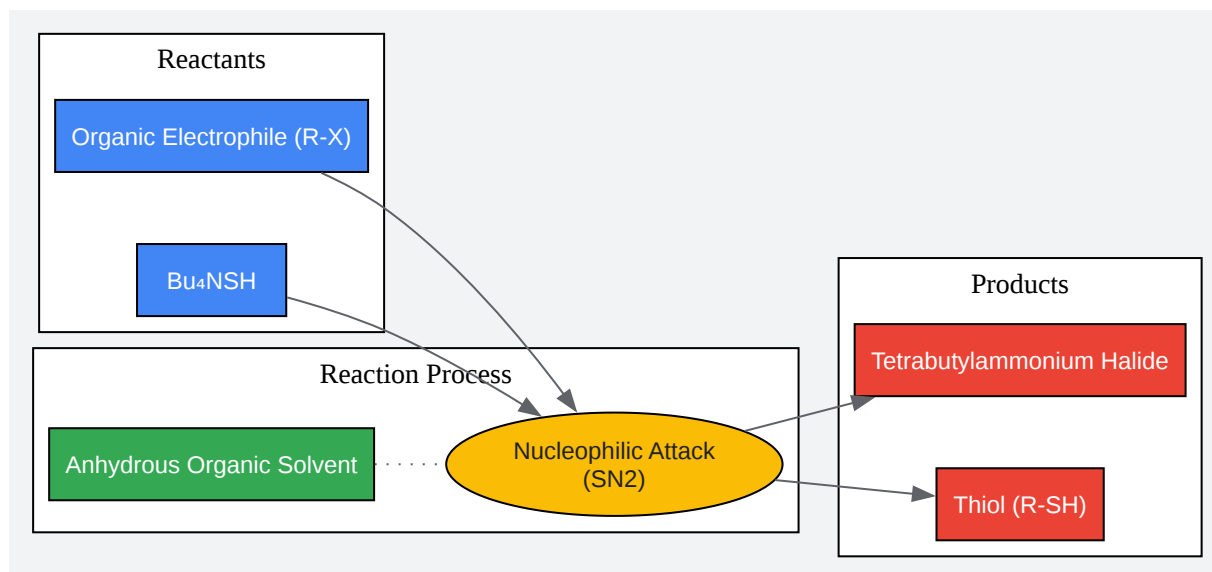 Reactants
Organic Electrophile (R-X)
Bu₄NSH
Reaction Process
Anhydrous Organic Solvent
Nucleophilic Attack
(SN2)
Products
Tetrabutylammonium Halide
Thiol (R-SH)